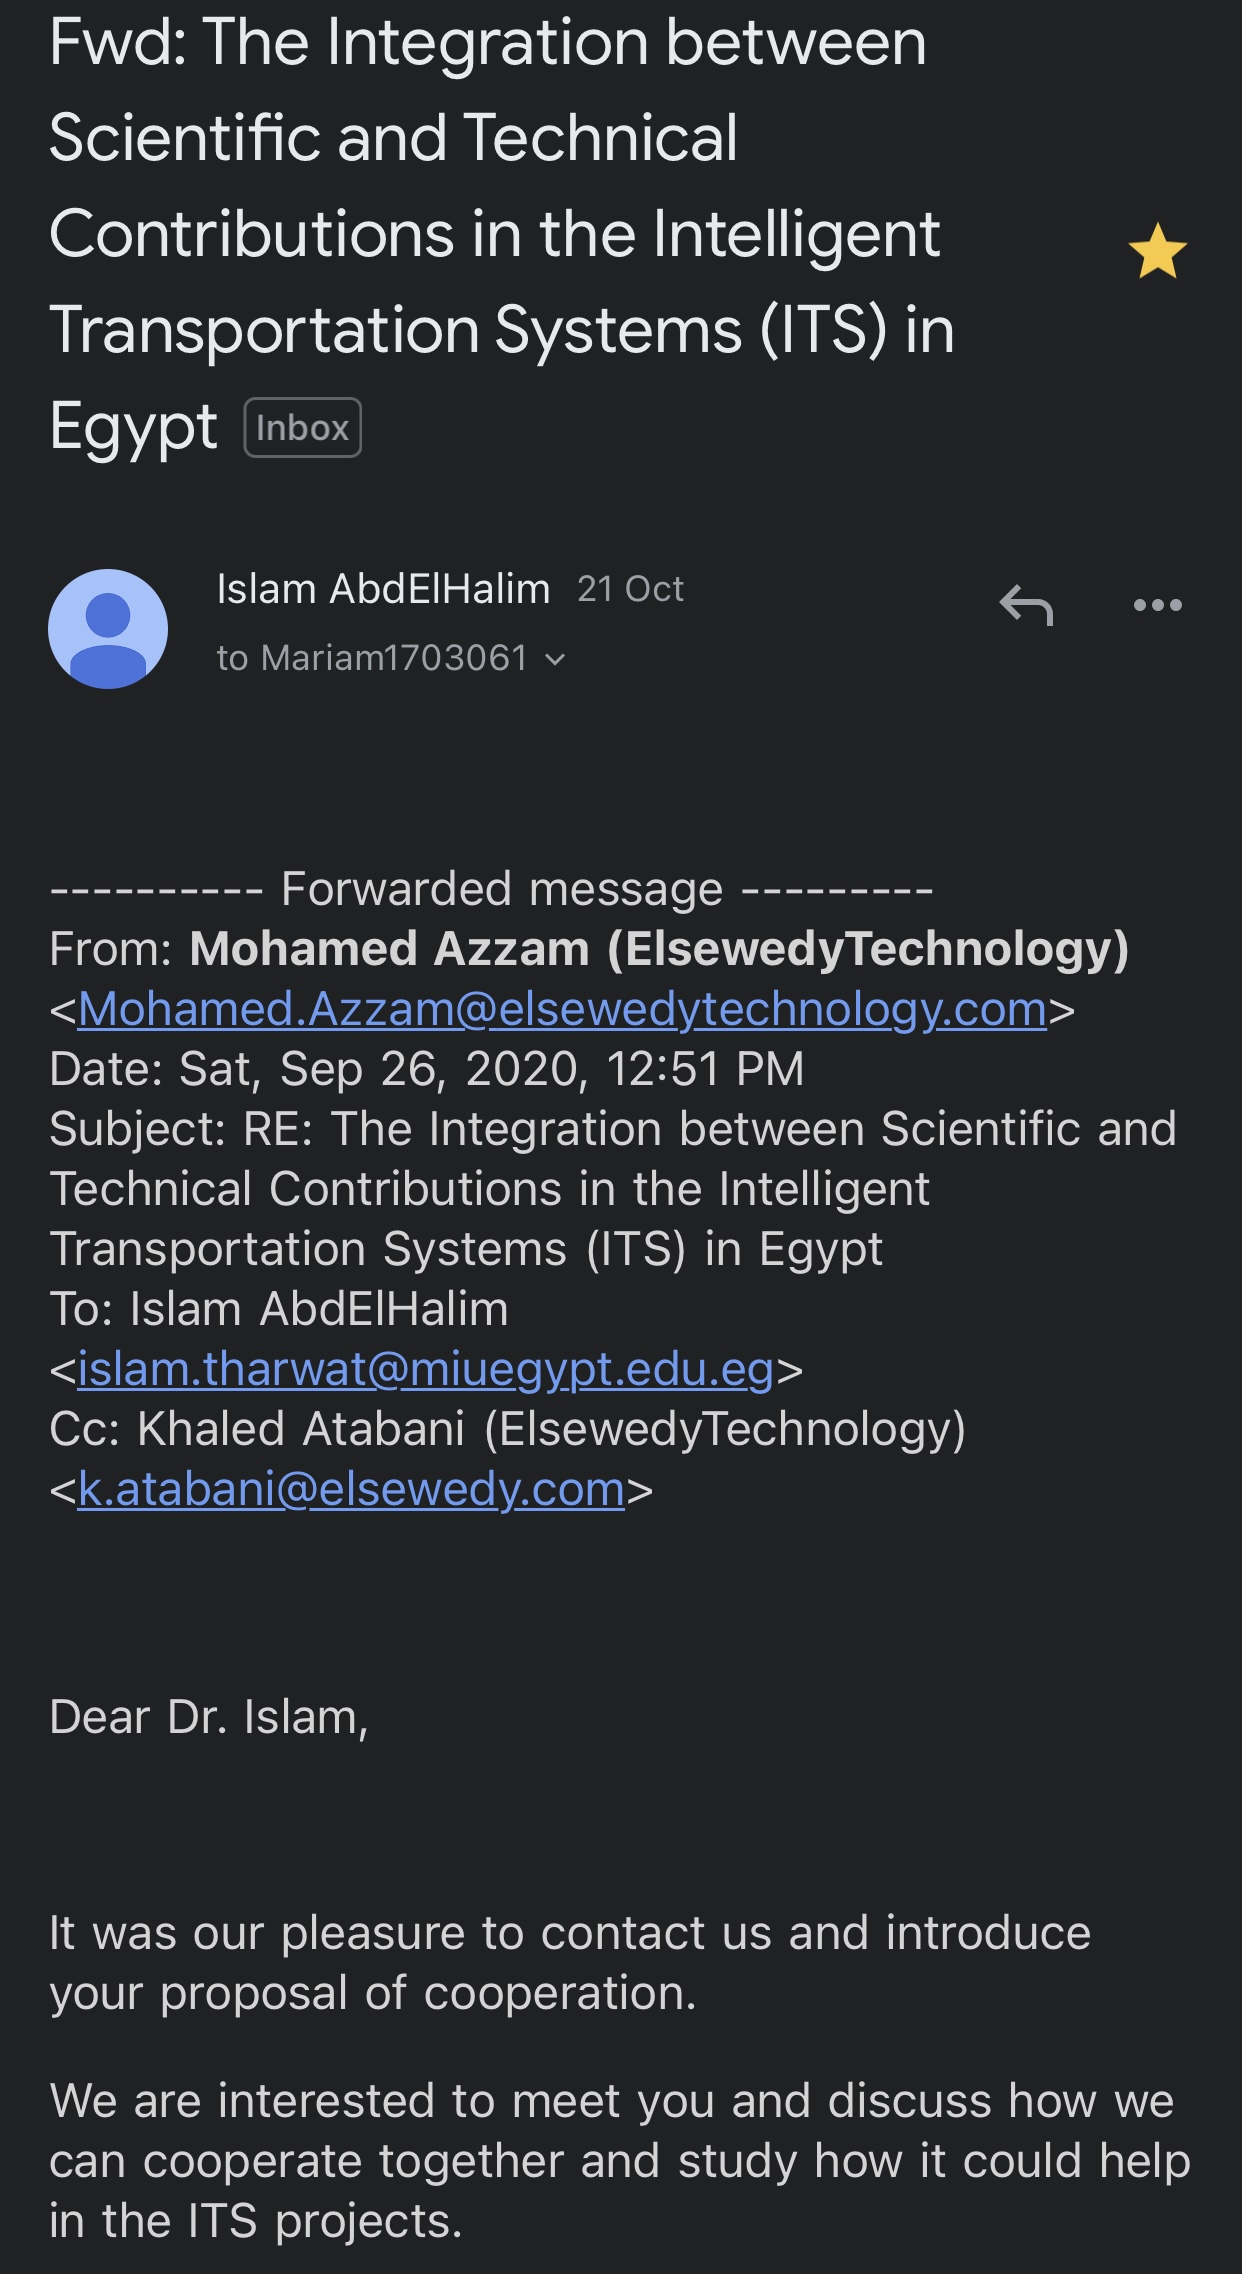 Fwd: The Integration between
Scientific and Technical
Contributions in the Intelligent
Transportation Systems (ITS) in
Egypt Inbox
Islam AbdElHalim 21 Oct
to Mariam1703061
---------- Forwarded message ---------
From: Mohamed Azzam (ElsewedyTechnology)
<Mohamed.Azzam@elsewedytechnology.com>
Date: Sat, Sep 26, 2020, 12:51 PM
Subject: RE: The Integration between Scientific and
Technical Contributions in the Intelligent
Transportation Systems (ITS) in Egypt
To: Islam AbdElHalim
<islam.tharwat@miuegypt.edu.eg>
Cc: Khaled Atabani (ElsewedyTechnology)
<k.atabani@elsewedy.com>
Dear Dr. Islam,
It was our pleasure to contact us and introduce
your proposal of cooperation.
We are interested to meet you and discuss how we
can cooperate together and study how it could help
in the ITS projects.